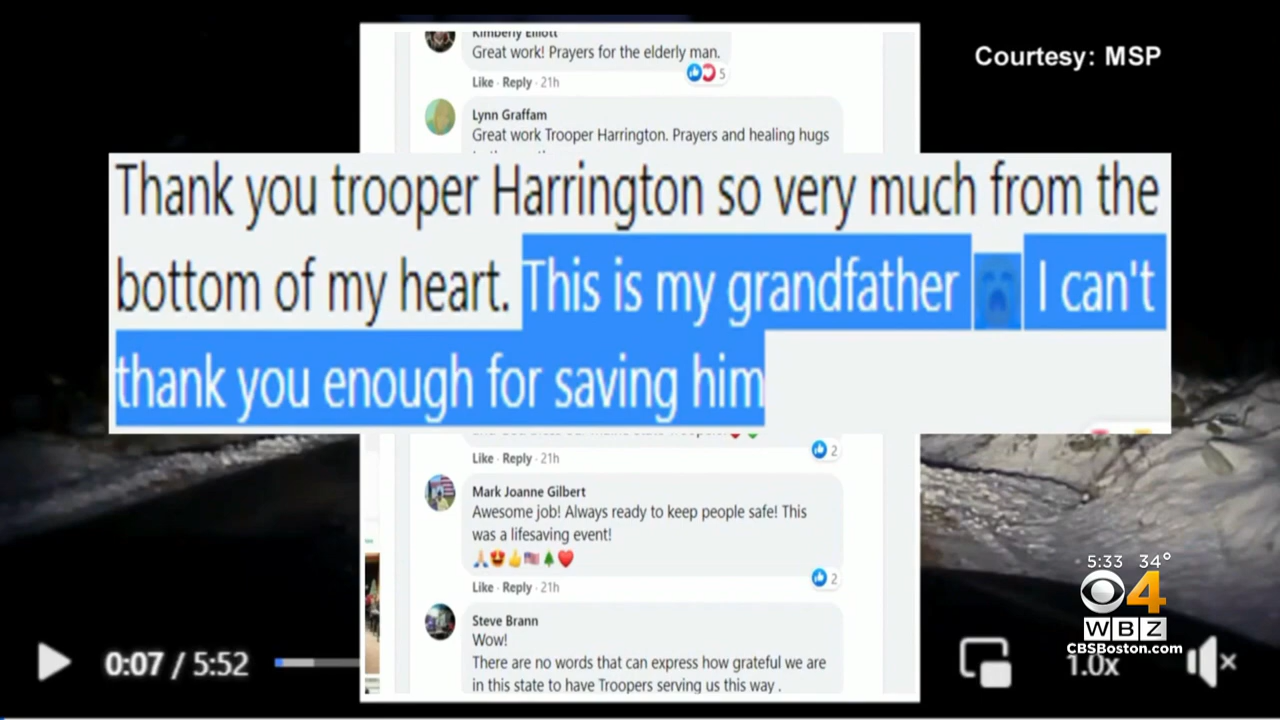 Kimberly Elliott
Great work! Prayers for the elderly man.
Like · Reply · 21h
5
Courtesy: MSP
Lynn Graffam
Great work Trooper Harrington. Prayers and healing hugs
Thank you trooper Harrington so very much from the
bottom of my heart. This is my grandfather 😭 I can't
thank you enough for saving him
Like · Reply · 21h
2
Mark Joanne Gilbert
Awesome job! Always ready to keep people safe! This
was a lifesaving event!
🙏🏻😍👍🇺🇸🌲❤️
Like · Reply · 21h
2
Steve Brann
Wow!
There are no words that can express how grateful we are
in this state to have Troopers serving us this way .
0:07 / 5:52
5:33 34°
4
WBZ
CBSBoston.com
1.0x